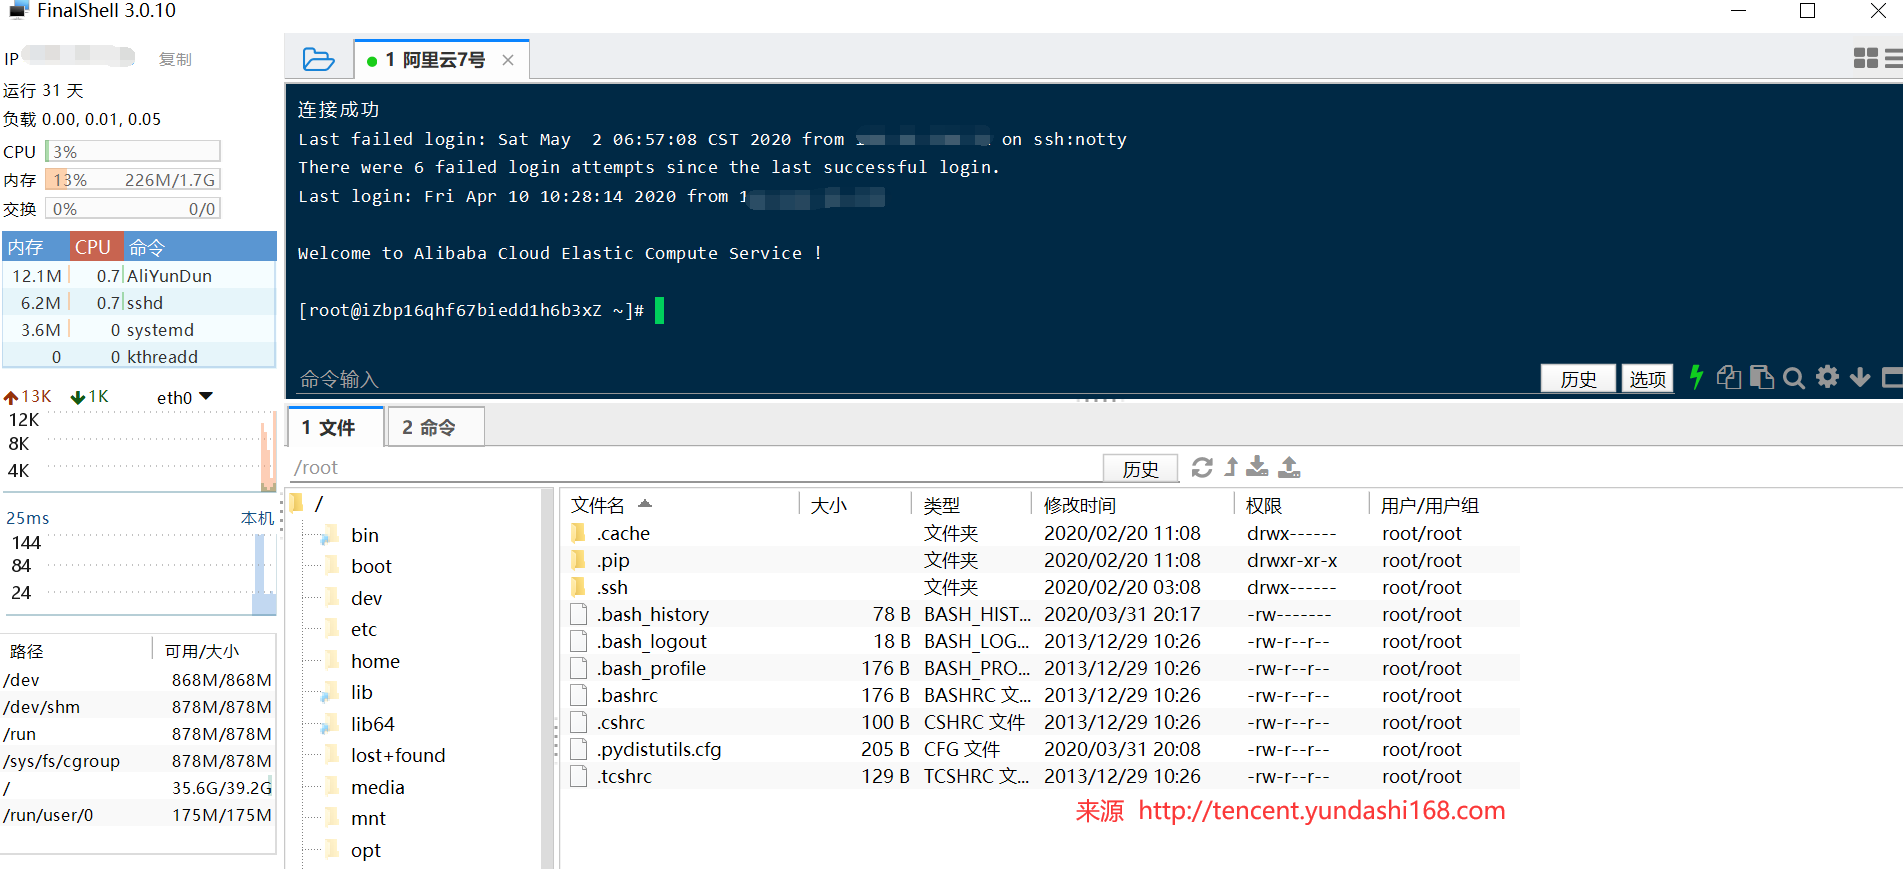 FinalShell 3.0.10
IP 复制
运行 31 天
负载 0.00, 0.01, 0.05
CPU 3%
内存 13% 226M/1.7G
交换 0% 0/0
内存 CPU 命令
12.1M 0.7 AliYunDun
6.2M 0.7 sshd
3.6M 0 systemd
0 0 kthreadd
13K 1K eth0
12K
8K
4K
25ms 本机
144
84
24
路径 可用/大小
/dev 868M/868M
/dev/shm 878M/878M
/run 878M/878M
/sys/fs/cgroup 878M/878M
/ 35.6G/39.2G
/run/user/0 175M/175M
1 阿里云7号
连接成功
Last failed login: Sat May  2 06:57:08 CST 2020 from on ssh:notty
There were 6 failed login attempts since the last successful login.
Last login: Fri Apr 10 10:28:14 2020 from 1
Welcome to Alibaba Cloud Elastic Compute Service !
[root@iZbp16qhf67biedd1h6b3xZ ~]#
命令输入 历史 选项
1 文件 2 命令
/root 历史
/
bin
boot
dev
etc
home
lib
lib64
lost+found
media
mnt
opt
文件名 大小 类型 修改时间 权限 用户/用户组
.cache 文件夹 2020/02/20 11:08 drwx------ root/root
.pip 文件夹 2020/02/20 11:08 drwxr-xr-x root/root
.ssh 文件夹 2020/02/20 03:08 drwx------ root/root
.bash_history 78 B BASH_HIST... 2020/03/31 20:17 -rw------- root/root
.bash_logout 18 B BASH_LOG... 2013/12/29 10:26 -rw-r--r-- root/root
.bash_profile 176 B BASH_PRO... 2013/12/29 10:26 -rw-r--r-- root/root
.bashrc 176 B BASHRC 文... 2013/12/29 10:26 -rw-r--r-- root/root
.cshrc 100 B CSHRC 文件 2013/12/29 10:26 -rw-r--r-- root/root
.pydistutils.cfg 205 B CFG 文件 2020/03/31 20:08 -rw-r--r-- root/root
.tcshrc 129 B TCSHRC 文... 2013/12/29 10:26 -rw-r--r-- root/root
来源 http://tencent.yundashi168.com